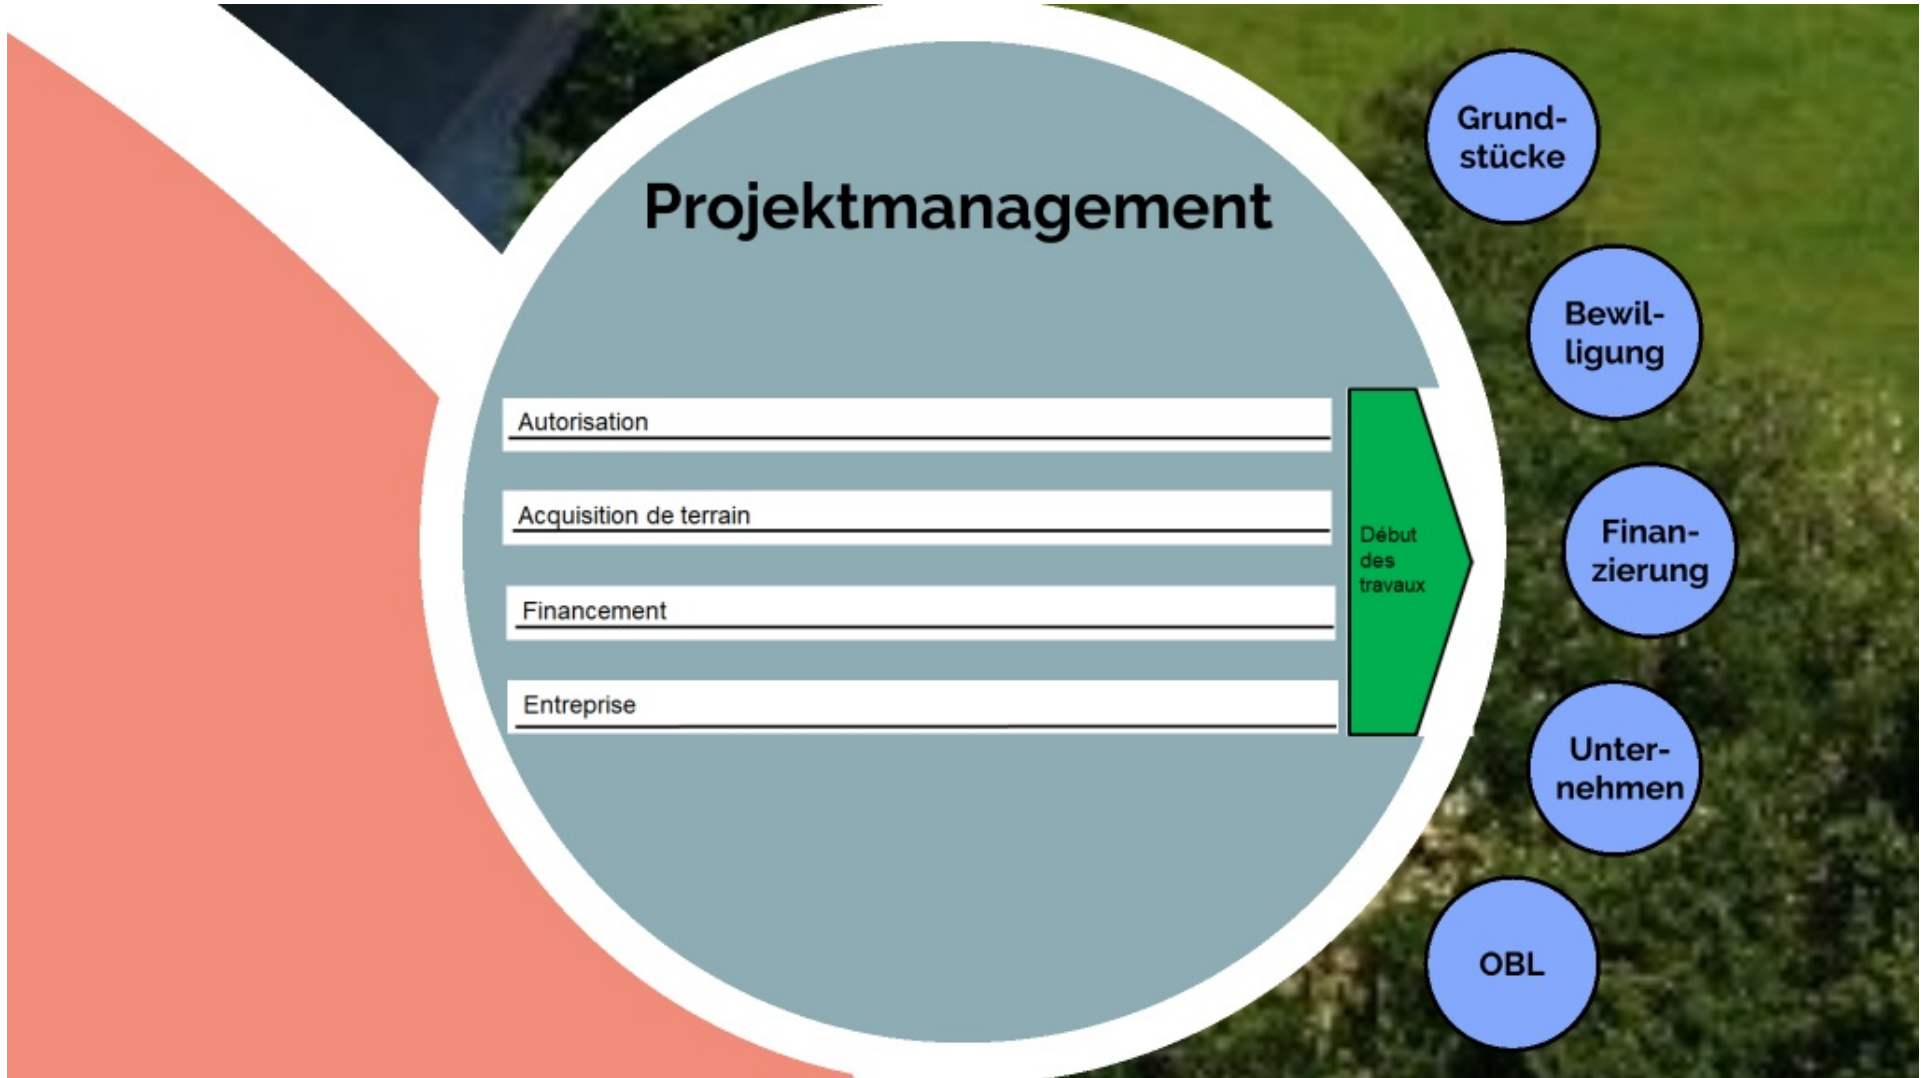 Projektmanagement
Autorisation
Acquisition de terrain
Financement
Entreprise
Début
des
travaux
Grund-
stücke
Bewil-
ligung
Finan-
zierung
Unter-
nehmen
OBL